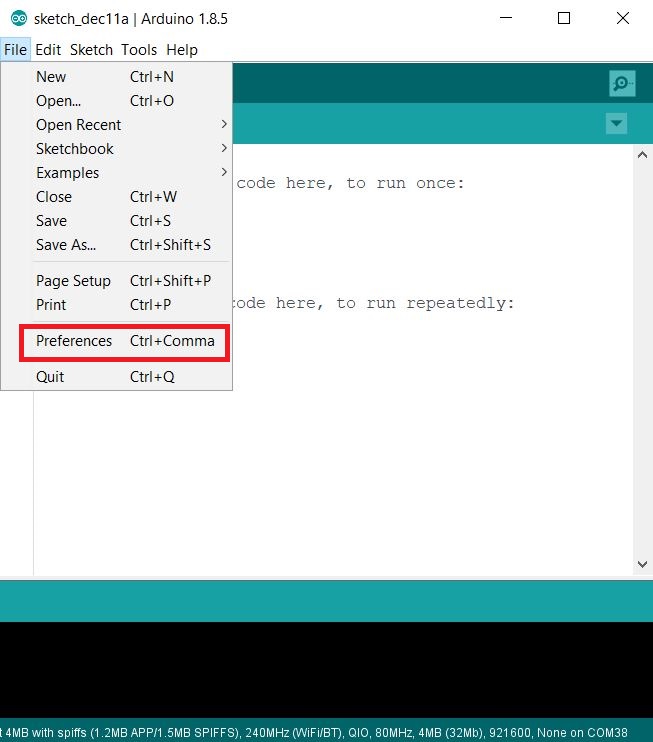 sketch_dec11a | Arduino 1.8.5
File Edit Sketch Tools Help
New Ctrl+N
Open... Ctrl+O
Open Recent
Sketchbook
Examples
Close Ctrl+W
Save Ctrl+S
Save As... Ctrl+Shift+S
Page Setup Ctrl+Shift+P
Print Ctrl+P
Preferences Ctrl+Comma
Quit Ctrl+Q
code here, to run once:
code here, to run repeatedly:
4MB with spiffs (1.2MB APP/1.5MB SPIFFS), 240MHz (WiFi/BT), QIO, 80MHz, 4MB (32Mb), 921600, None on COM38